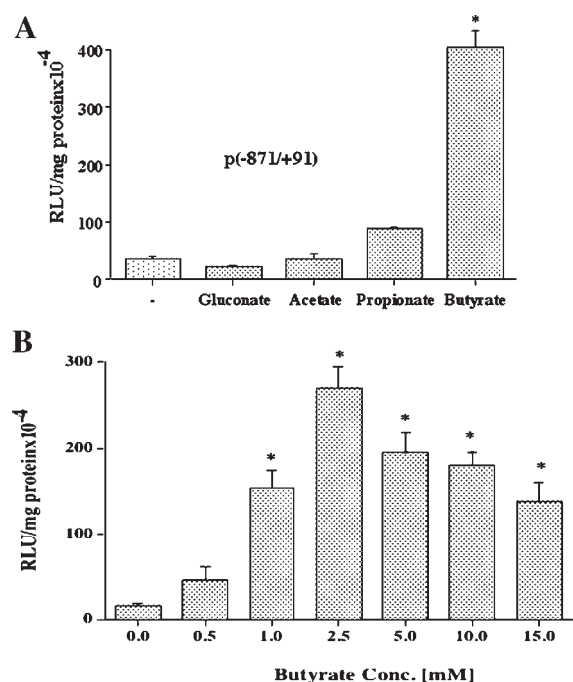 A
RLU/mg proteinx10-4
400
300
200
100
0
*
p(-871/+91)
- Gluconate Acetate Propionate Butyrate
B
RLU/mg proteinx10-4
300
200
100
0
* * * * *
0.0 0.5 1.0 2.5 5.0 10.0 15.0
Butyrate Conc. [mM]